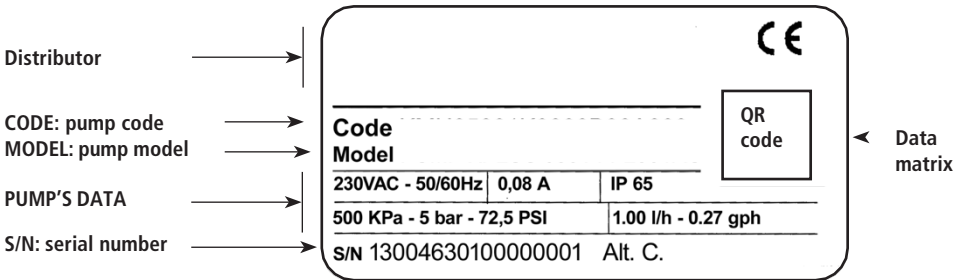 Distributor
CODE: pump code
MODEL: pump model
PUMP'S DATA
S/N: serial number
CE
QR
code
Code
Model
230VAC - 50/60Hz 0,08 A IP 65
500 KPa - 5 bar - 72,5 PSI 1.00 l/h - 0.27 gph
S/N 13004630100000001 Alt. C.
Data
matrix